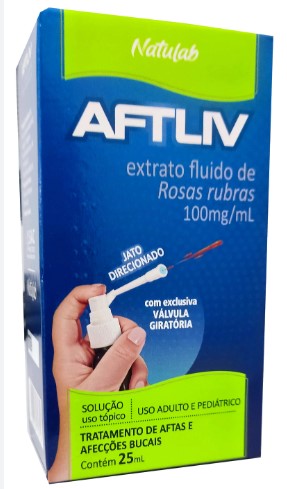 Natulab
AFTLIV
extrato fluido de
Rosas rubras
100mg/mL
JATO
DIRECIONADO
com exclusiva
VÁLVULA
GIRATÓRIA
SOLUÇÃO
uso tópico
USO ADULTO E PEDIÁTRICO
TRATAMENTO DE AFTAS E
AFECÇÕES BUCAIS
Contém 25mL